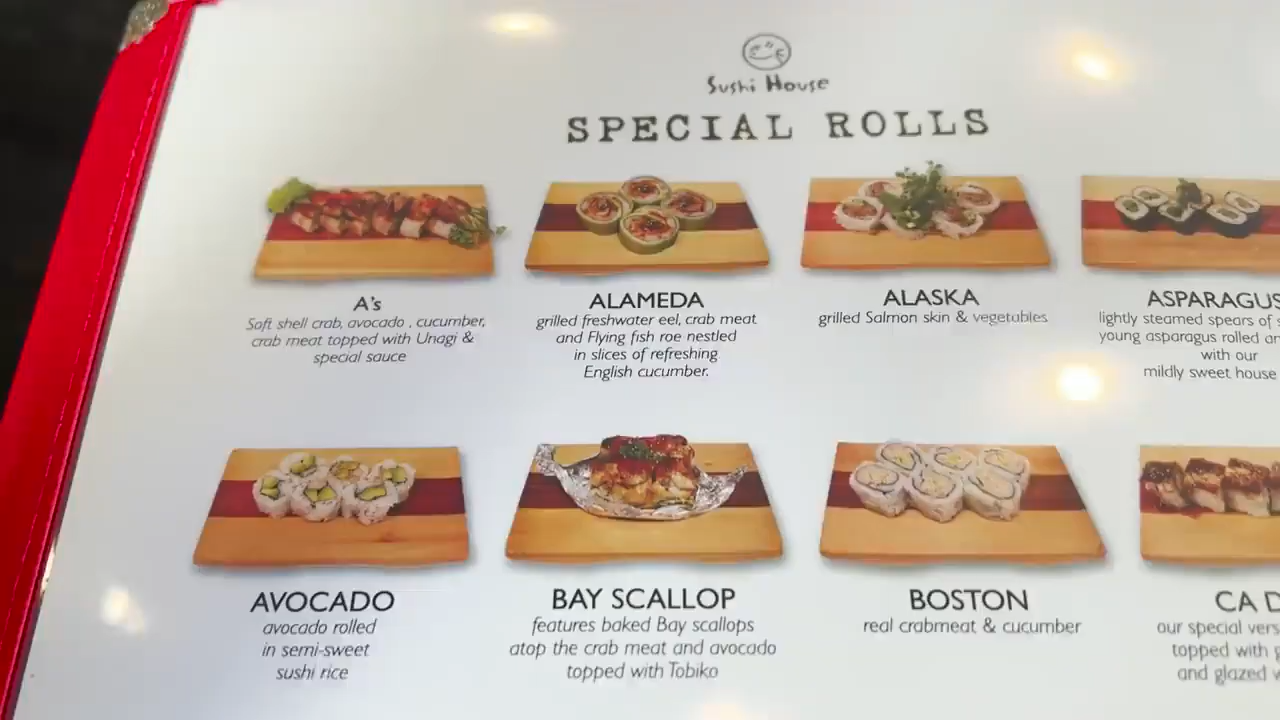 Sushi House
SPECIAL ROLLS
A's
Soft shell crab, avocado , cucumber,
crab meat topped with Unagi &
special sauce
ALAMEDA
grilled freshwater eel, crab meat
and Flying fish roe nestled
in slices of refreshing
English cucumber.
ALASKA
grilled Salmon skin & vegetables
ASPARAGUS
lightly steamed spears of
young asparagus rolled
with our
mildly sweet house
AVOCADO
avocado rolled
in semi-sweet
sushi rice
BAY SCALLOP
features baked Bay scallops
atop the crab meat and avocado
topped with Tobiko
BOSTON
real crabmeat & cucumber
CA
our special
topped with
and glazed